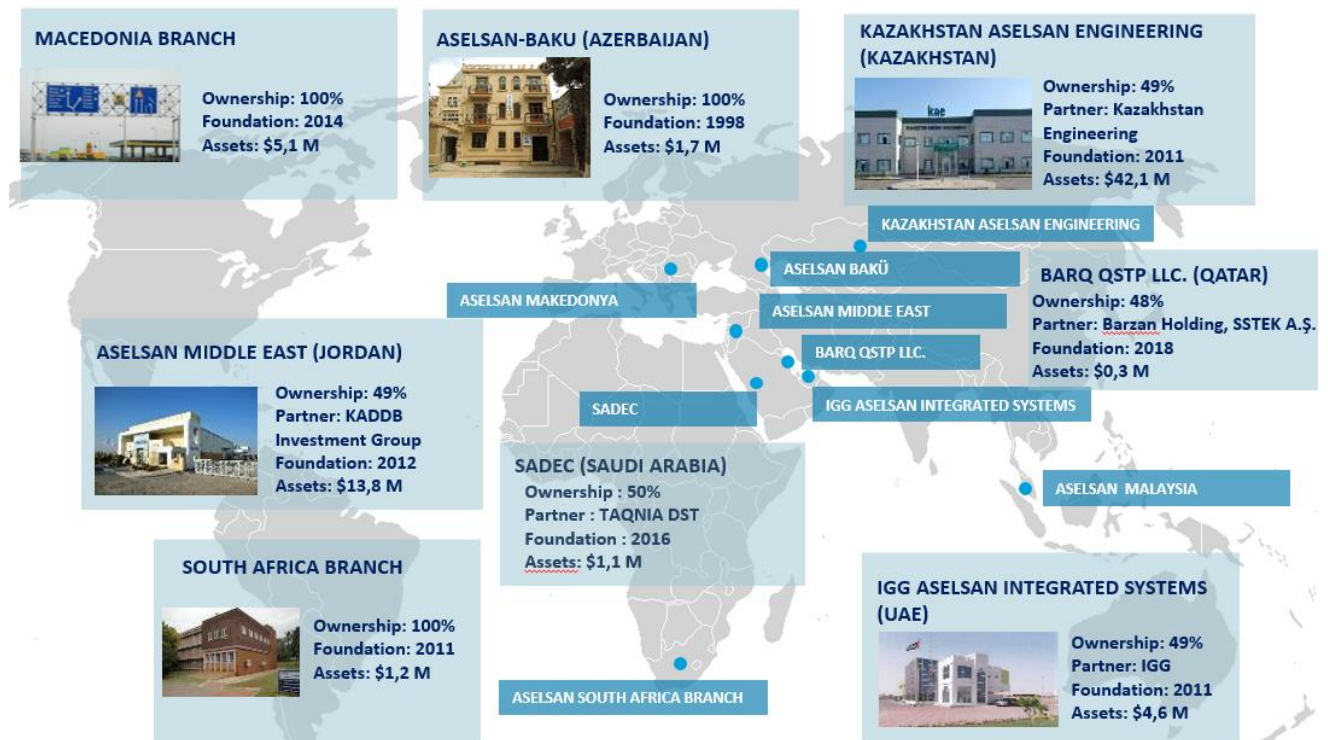 MACEDONIA BRANCH
Ownership: 100%
Foundation: 2014
Assets: $5,1 M
ASELSAN-BAKU (AZERBAIJAN)
Ownership: 100%
Foundation: 1998
Assets: $1,7 M
KAZAKHSTAN ASELSAN ENGINEERING
(KAZAKHSTAN)
kae
Ownership: 49%
Partner: Kazakhstan
Engineering
Foundation: 2011
Assets: $42,1 M
KAZAKHSTAN ASELSAN ENGINEERING
ASELSAN BAKÜ
ASELSAN MAKEDONYA
ASELSAN MIDDLE EAST
BARQ QSTP LLC.
SADEC
IGG ASELSAN INTEGRATED SYSTEMS
BARQ QSTP LLC. (QATAR)
Ownership: 48%
Partner: Barzan Holding, SSTEK A.Ş.
Foundation: 2018
Assets: $0,3 M
ASELSAN MIDDLE EAST (JORDAN)
Ownership: 49%
Partner: KADDB
Investment Group
Foundation: 2012
Assets: $13,8 M
SADEC (SAUDI ARABIA)
Ownership : 50%
Partner : TAQNIA DST
Foundation : 2016
Assets: $1,1 M
ASELSAN MALAYSIA
SOUTH AFRICA BRANCH
Ownership: 100%
Foundation: 2011
Assets: $1,2 M
ASELSAN SOUTH AFRICA BRANCH
IGG ASELSAN INTEGRATED SYSTEMS
(UAE)
Ownership: 49%
Partner: IGG
Foundation: 2011
Assets: $4,6 M